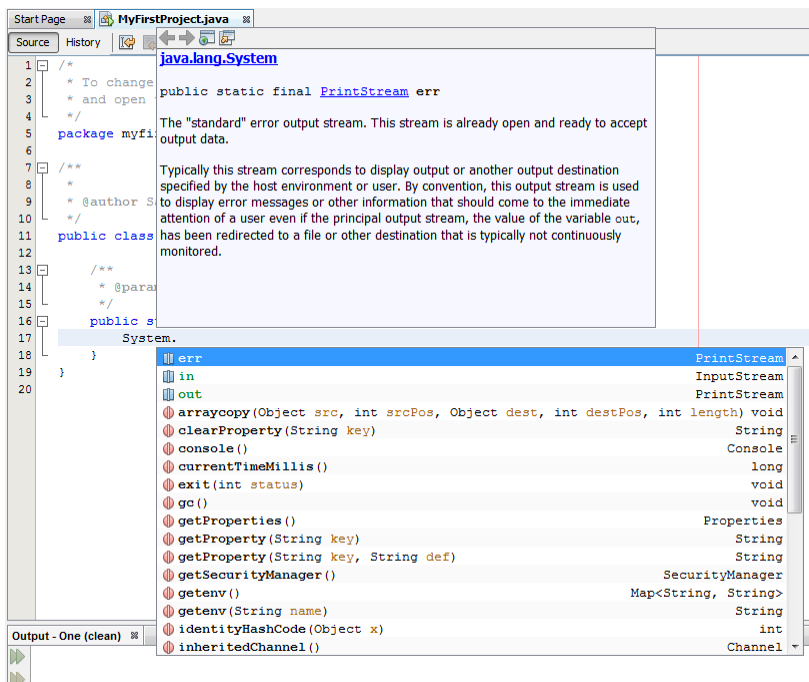 Start Page
MyFirstProject.java
Source History
java.lang.System
public static final PrintStream err
The "standard" error output stream. This stream is already open and ready to accept
output data.
Typically this stream corresponds to display output or another output destination
specified by the host environment or user. By convention, this output stream is used
to display error messages or other information that should come to the immediate
attention of a user even if the principal output stream, the value of the variable out,
has been redirected to a file or other destination that is typically not continuously
monitored.
1 /*
2 * To change
3 * and open
4 */
5 package myfi
6
7 /**
8 *
9 * @author S
10 */
11 public class
12
13 /**
14 * @para
15 */
16 public s
17 System.
18 }
19 }
20
err PrintStream
in InputStream
out PrintStream
arraycopy(Object src, int srcPos, Object dest, int destPos, int length) void
clearProperty(String key) String
console() Console
currentTimeMillis() long
exit(int status) void
gc() void
getProperties() Properties
getProperty(String key) String
getProperty(String key, String def) String
getSecurityManager() SecurityManager
getenv() Map<String, String>
getenv(String name) String
identityHashCode(Object x) int
inheritedChannel() Channel
Output - One (clean)